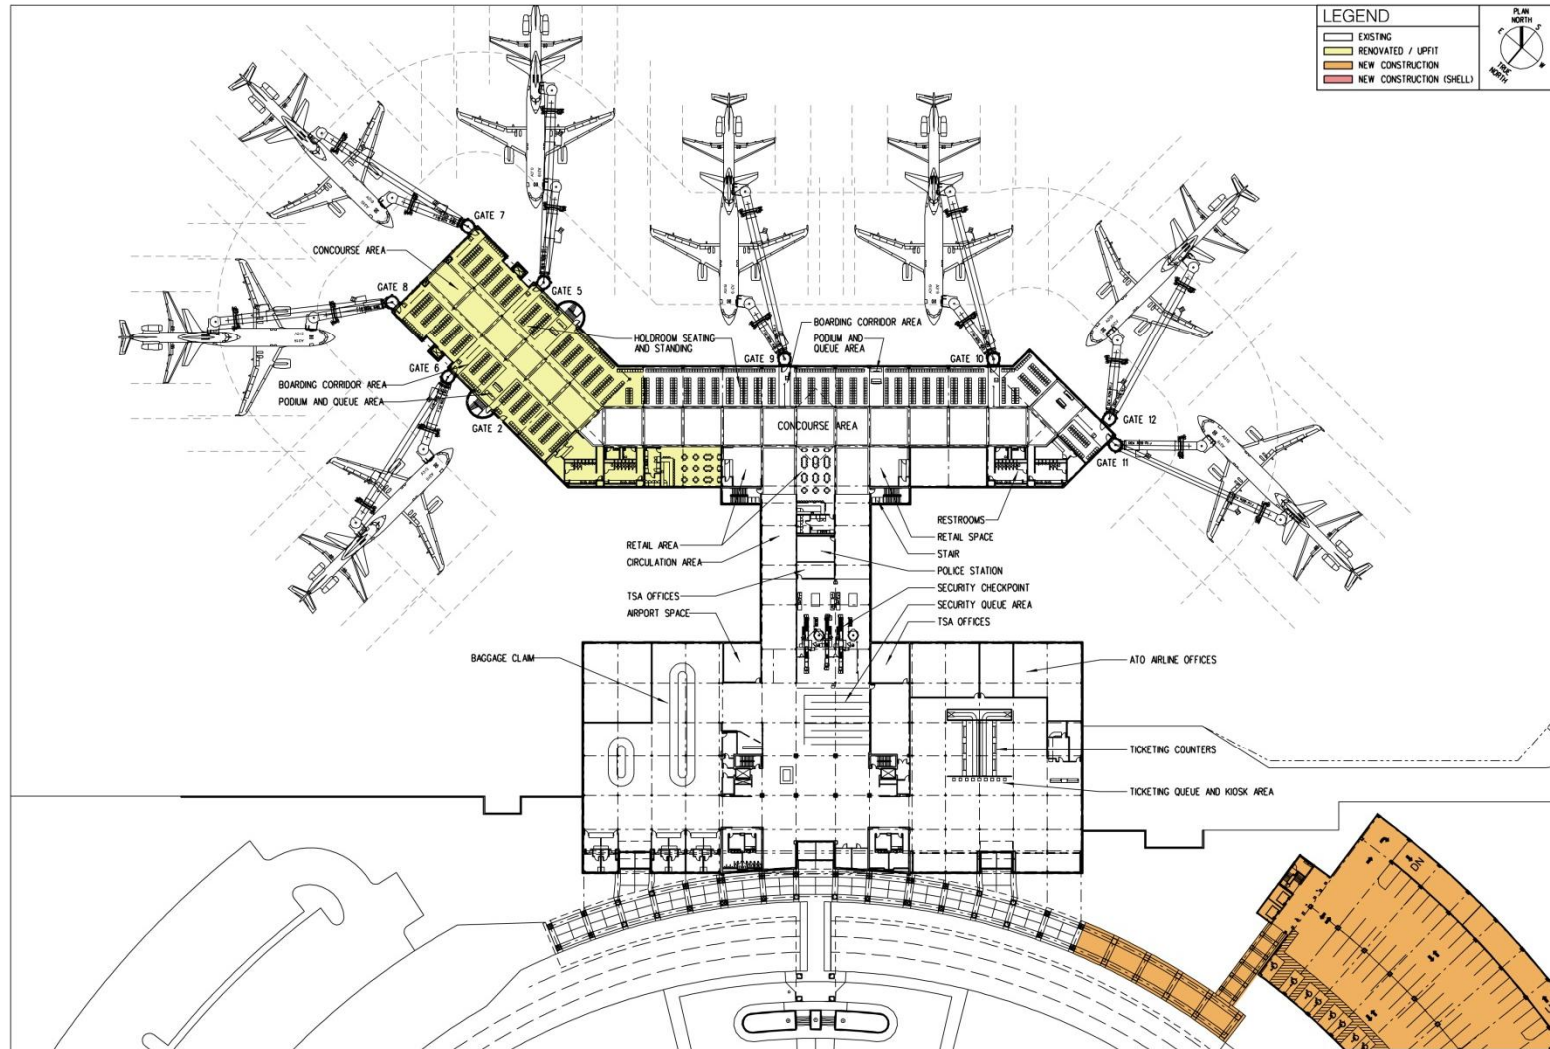 LEGEND
EXISTING
RENOVATED / UPFIT
NEW CONSTRUCTION
NEW CONSTRUCTION (SHELL)
PLAN
NORTH
TRUE
NORTH
E
S
W
GATE 7
CONCOURSE AREA
GATE 8
GATE 5
HOLDROOM SEATING
AND STANDING
BOARDING CORRIDOR AREA
PODIUM AND
QUEUE AREA
GATE 9
GATE 10
GATE 6
BOARDING CORRIDOR AREA
PODIUM AND QUEUE AREA
GATE 2
CONCOURSE AREA
GATE 12
GATE 11
RETAIL AREA
CIRCULATION AREA
TSA OFFICES
AIRPORT SPACE
BAGGAGE CLAIM
RESTROOMS
RETAIL SPACE
STAIR
POLICE STATION
SECURITY CHECKPOINT
SECURITY QUEUE AREA
TSA OFFICES
ATO AIRLINE OFFICES
TICKETING COUNTERS
TICKETING QUEUE AND KIOSK AREA
DN